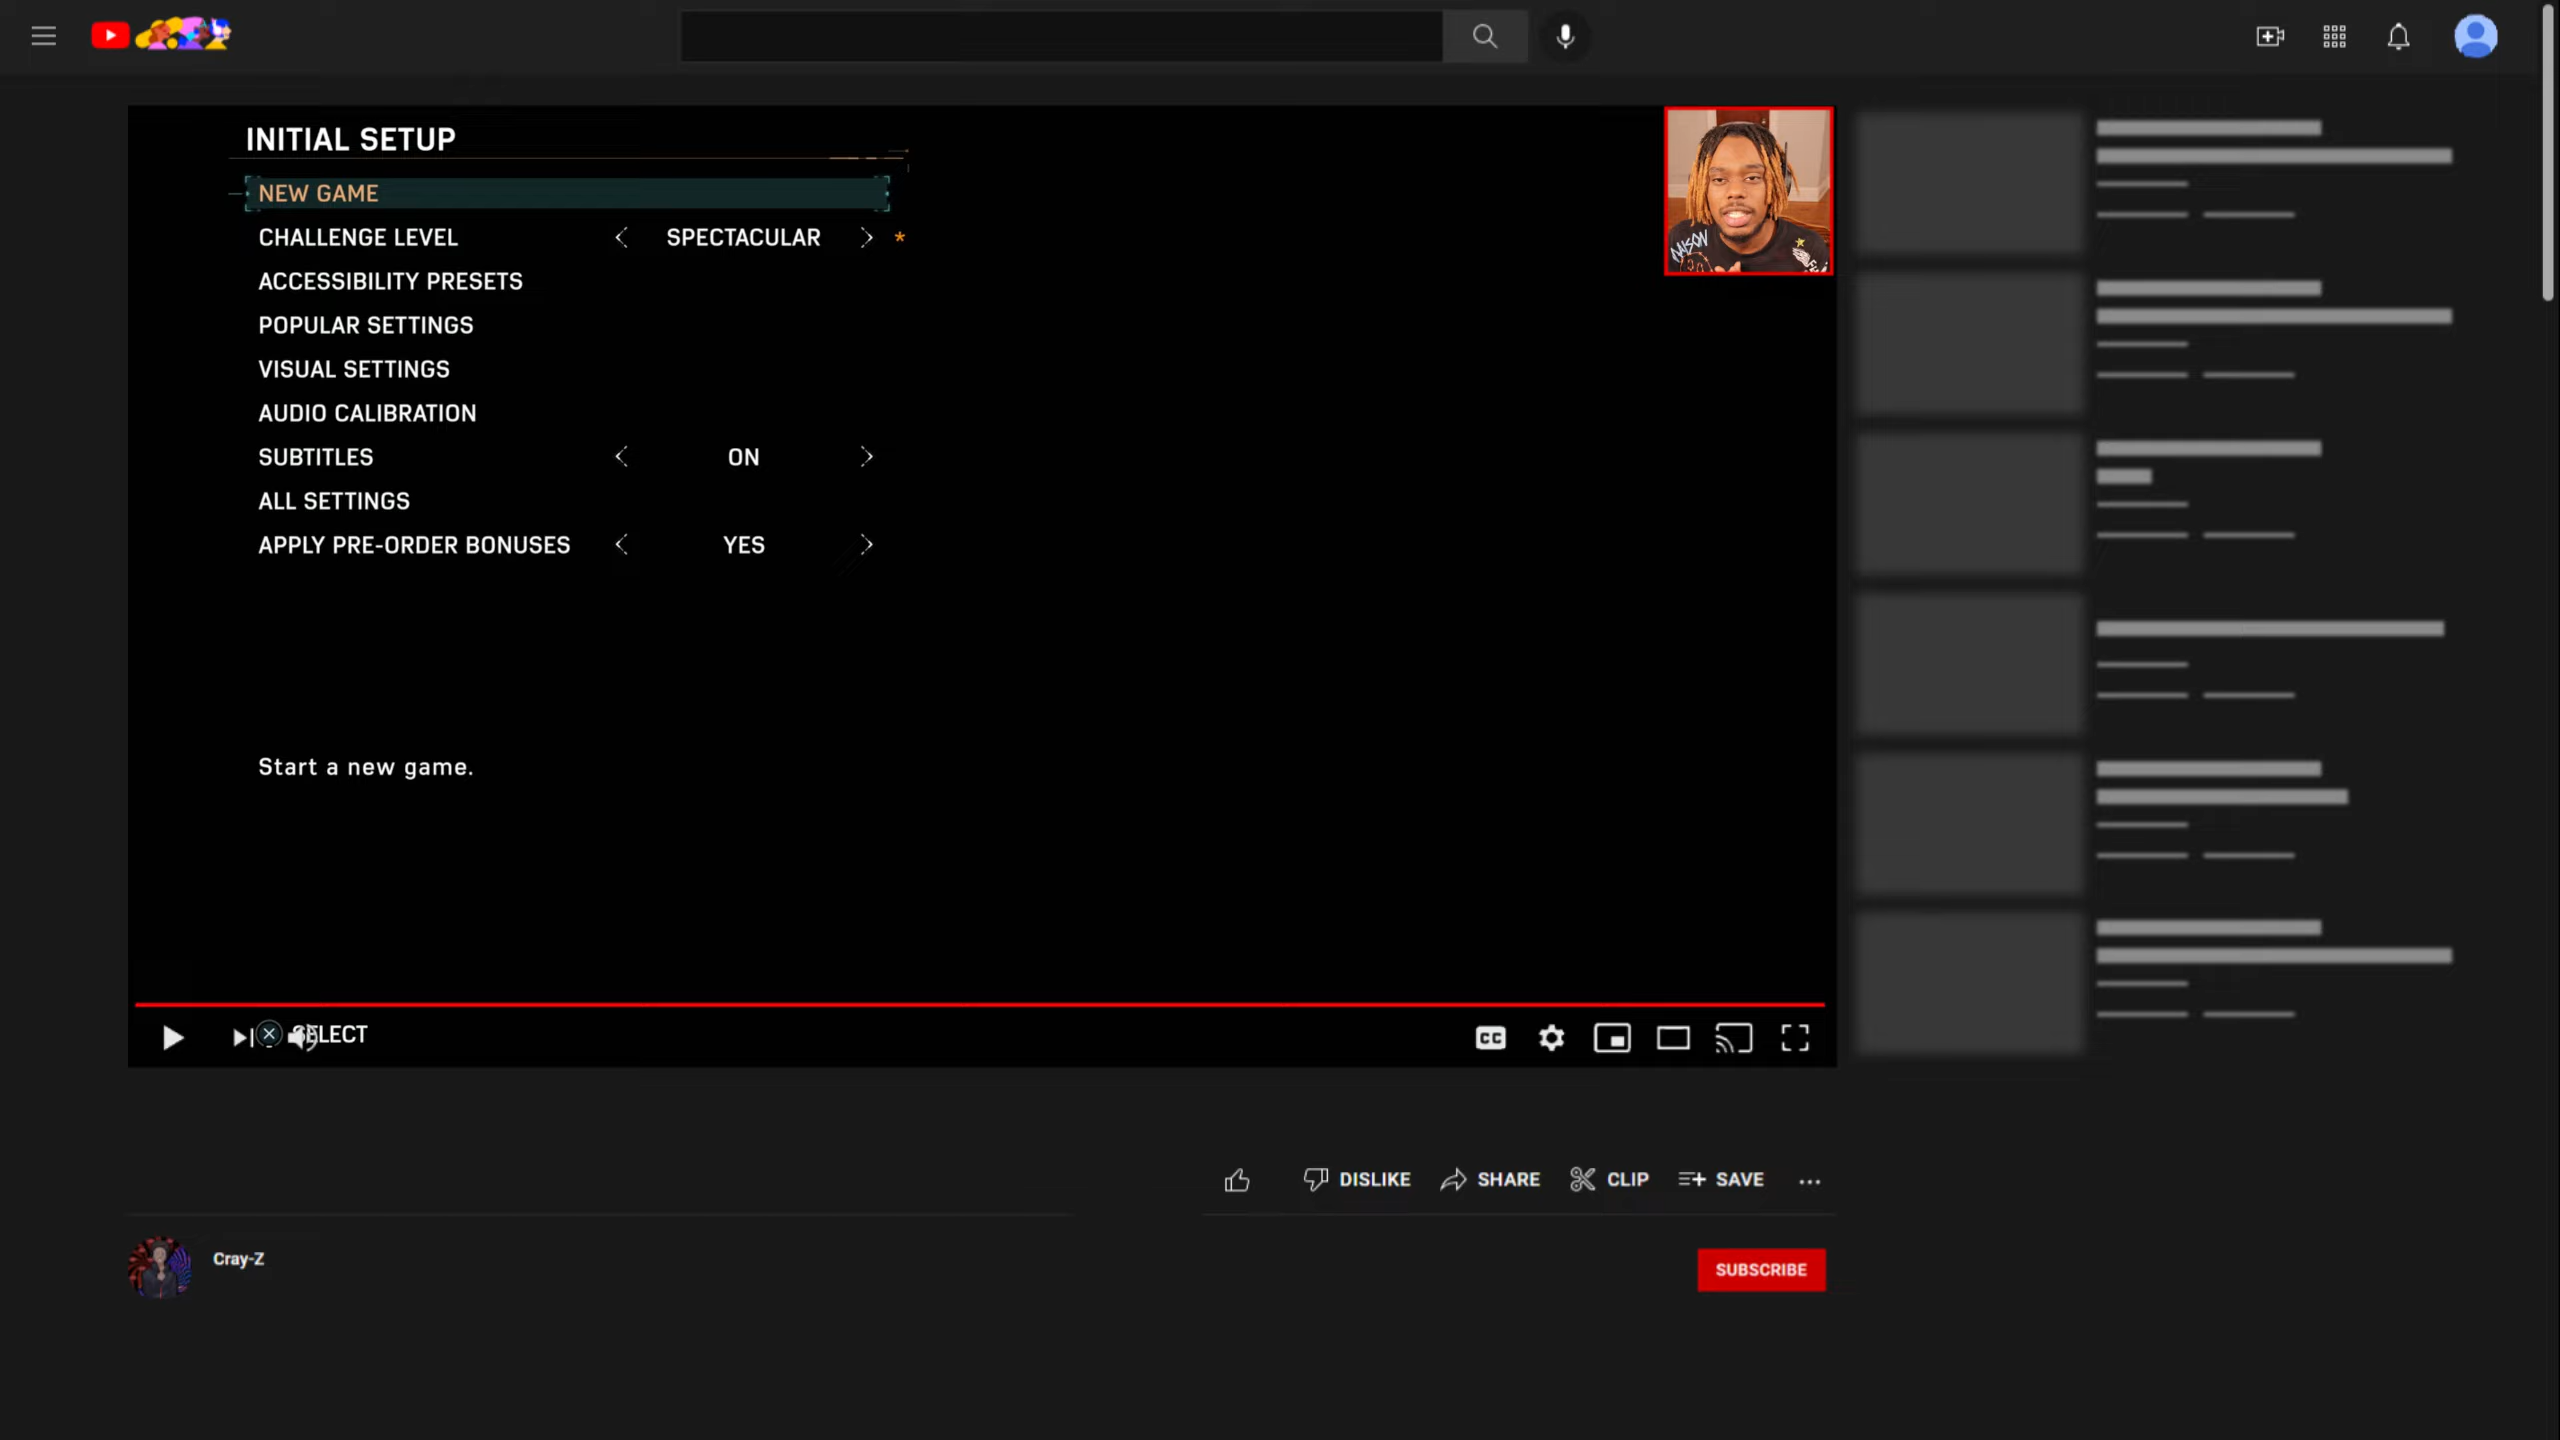 INITIAL SETUP
NEW GAME
CHALLENGE LEVEL < SPECTACULAR > *
ACCESSIBILITY PRESETS
POPULAR SETTINGS
VISUAL SETTINGS
AUDIO CALIBRATION
SUBTITLES < ON >
ALL SETTINGS
APPLY PRE-ORDER BONUSES < YES >
Start a new game.
SELECT
CC
DISLIKE SHARE CLIP SAVE ...
Cray-Z
SUBSCRIBE